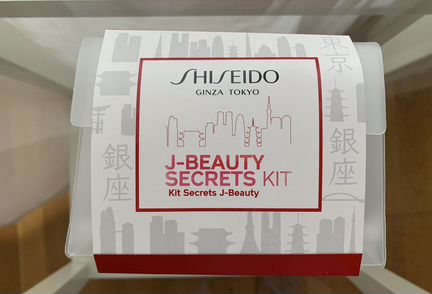 SHISEIDO
GINZA TOKYO
J-BEAUTY
SECRETS KIT
Kit Secrets J-Beauty
東京
銀座
銀座